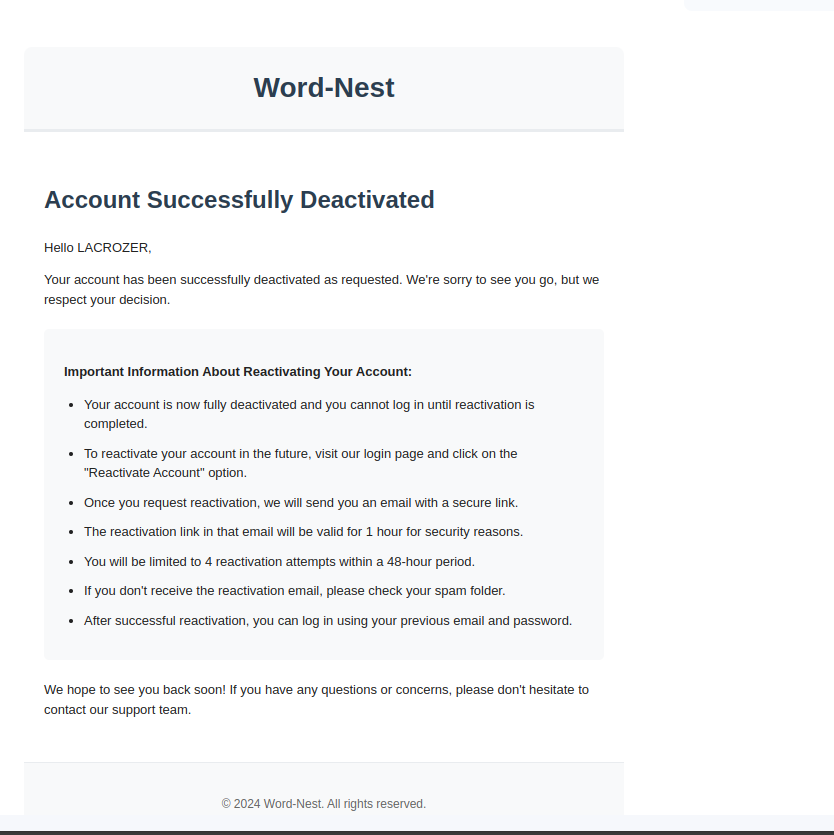 Word-Nest
Account Successfully Deactivated
Hello LACROZER,
Your account has been successfully deactivated as requested. We're sorry to see you go, but we
respect your decision.
Important Information About Reactivating Your Account:
• Your account is now fully deactivated and you cannot log in until reactivation is
completed.
• To reactivate your account in the future, visit our login page and click on the
"Reactivate Account" option.
• Once you request reactivation, we will send you an email with a secure link.
• The reactivation link in that email will be valid for 1 hour for security reasons.
• You will be limited to 4 reactivation attempts within a 48-hour period.
• If you don't receive the reactivation email, please check your spam folder.
• After successful reactivation, you can log in using your previous email and password.
We hope to see you back soon! If you have any questions or concerns, please don't hesitate to
contact our support team.
© 2024 Word-Nest. All rights reserved.